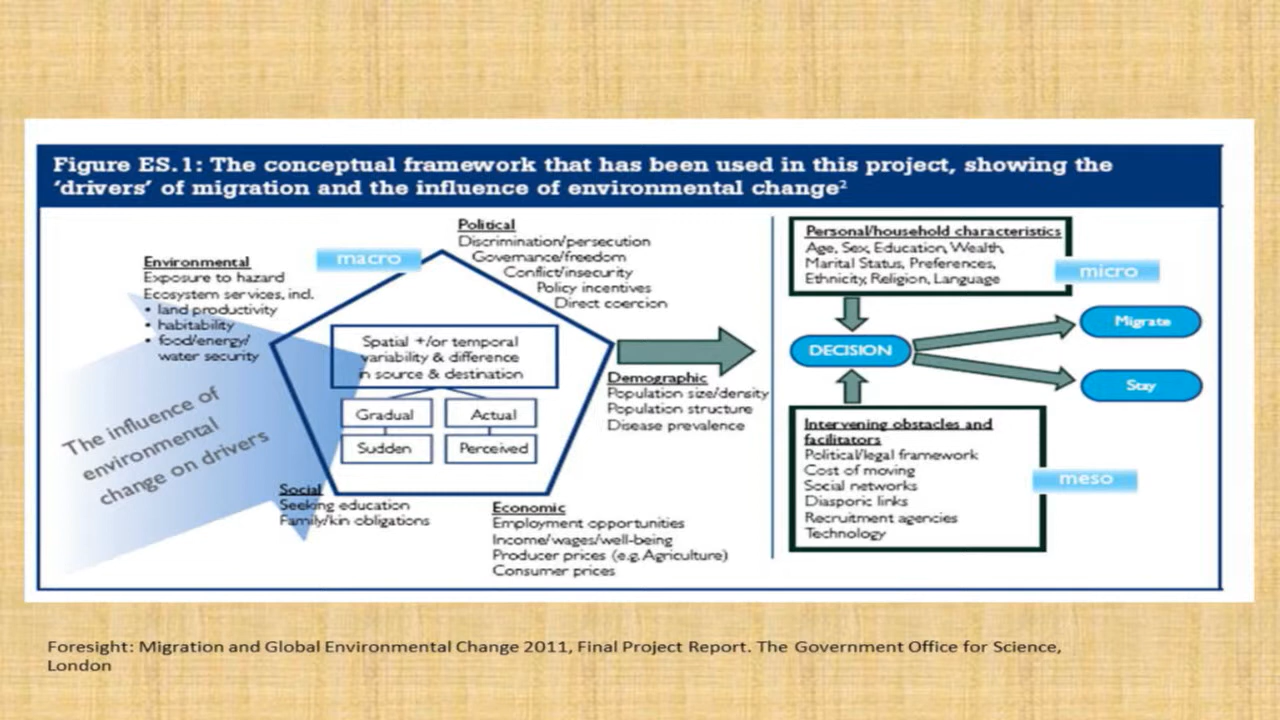 Figure ES.1: The conceptual framework that has been used in this project, showing the
'drivers' of migration and the influence of environmental change²
Political
Discrimination/persecution
Governance/freedom
Conflict/insecurity
Policy incentives
Direct coercion
macro
Environmental
Exposure to hazard
Ecosystem services, incl.
• land productivity
• habitability
• food/energy/
water security
The influence of
environmental
change on drivers
Spatial +/or temporal
variability & difference
in source & destination
Gradual
Actual
Sudden
Perceived
Demographic
Population size/density
Population structure
Disease prevalence
Social
Seeking education
Family/kin obligations
Economic
Employment opportunities
Income/wages/well-being
Producer prices (e.g. Agriculture)
Consumer prices
Personal/household characteristics
Age, Sex, Education, Wealth,
Marital Status, Preferences,
Ethnicity, Religion, Language
micro
DECISION
Migrate
Stay
Intervening obstacles and
facilitators
Political/legal framework
Cost of moving
Social networks
Diasporic links
Recruitment agencies
Technology
meso
Foresight: Migration and Global Environmental Change 2011, Final Project Report. The Government Office for Science,
London